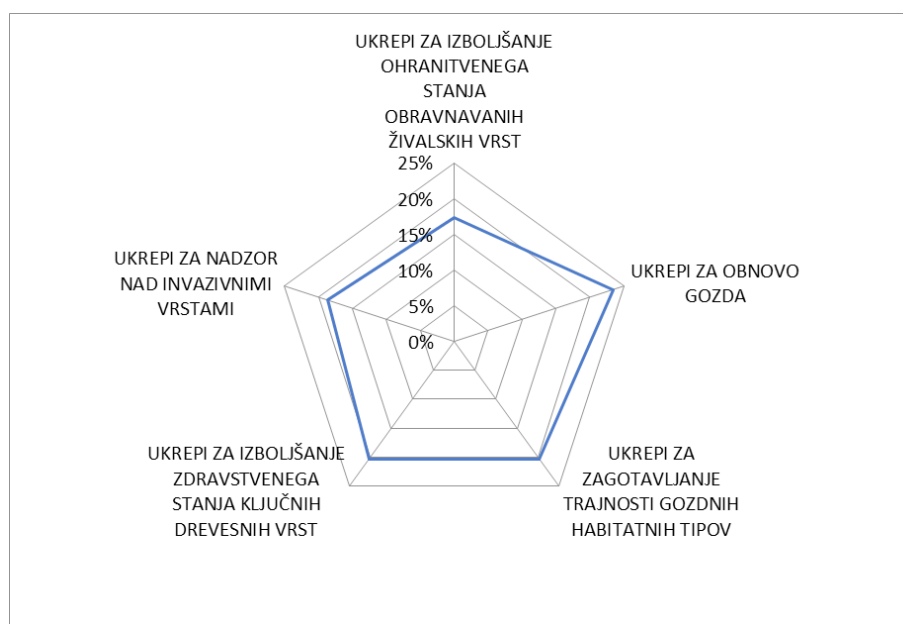 UKREPI ZA IZBOLJŠANJE
OHRANITVENEGA
STANJA
OBRAVNAVANIH
ŽIVALSKIH VRST
25%
20%
15%
10%
5%
0%
UKREPI ZA OBNOVO
GOZDA
UKREPI ZA
ZAGOTAVLJANJE
TRAJNOSTI GOZDNIH
HABITATNIH TIPOV
UKREPI ZA IZBOLJŠANJE
ZDRAVSTVENEGA
STANJA KLJUČNIH
DREVESNIH VRST
UKREPI ZA NADZOR
NAD INVAZIVNIMI
VRSTAMI